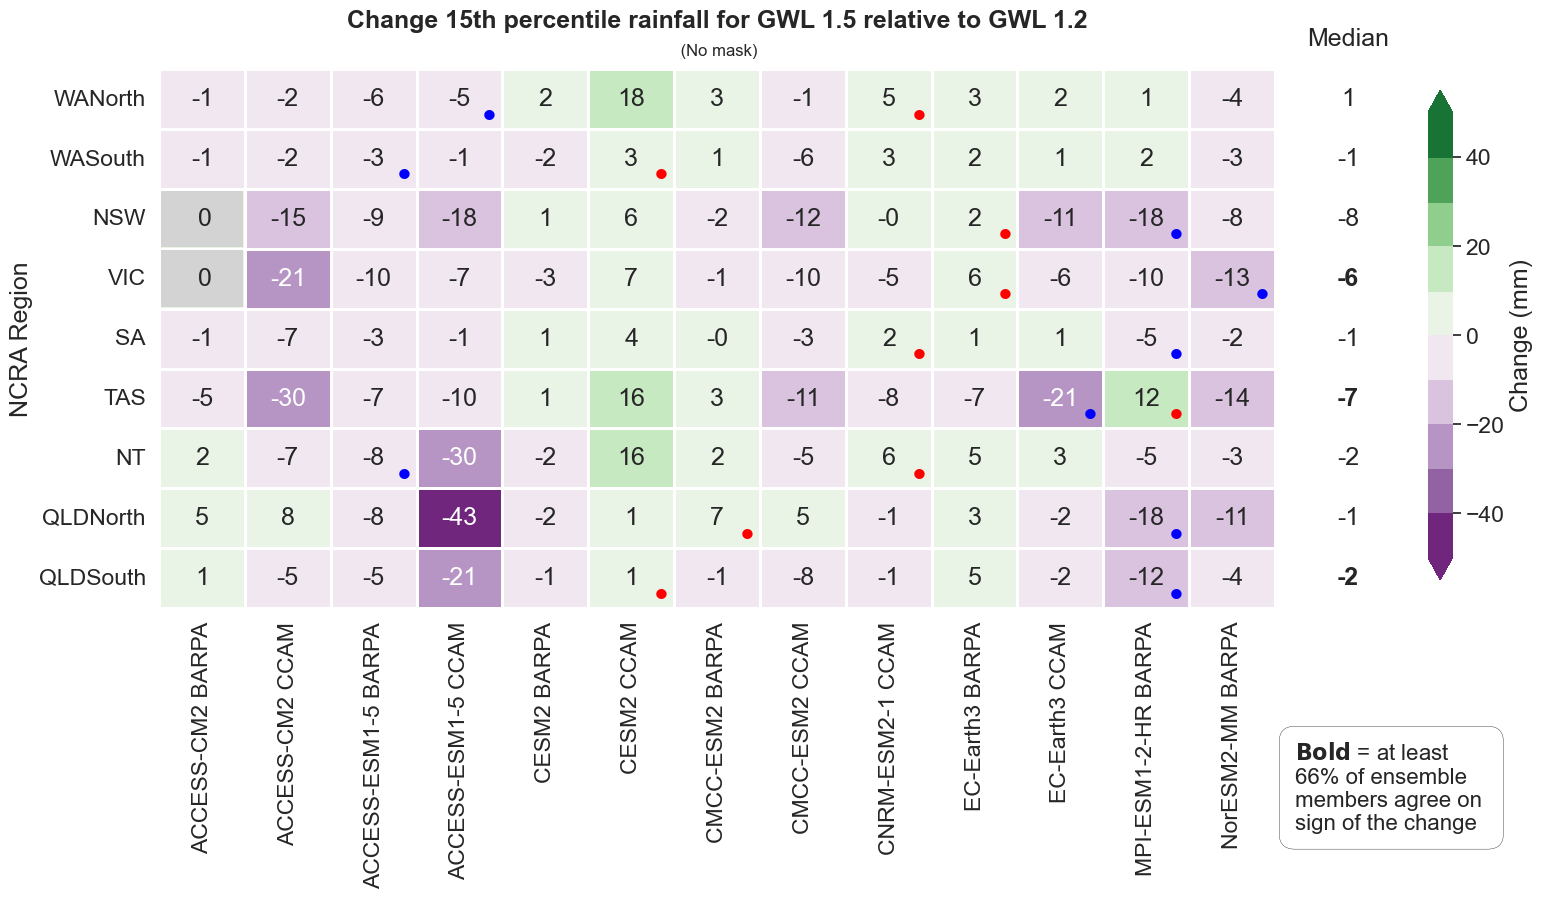 Change 15th percentile rainfall for GWL 1.5 relative to GWL 1.2
(No mask)
Median
WANorth -1 -2 -6 -5 2 18 3 -1 5 3 2 1 -4 1
WASouth -1 -2 -3 -1 -2 3 1 -6 3 2 1 2 -3 -1
NSW 0 -15 -9 -18 1 6 -2 -12 -0 2 -11 -18 -8 -8
VIC 0 -21 -10 -7 -3 7 -1 -10 -5 6 -6 -10 -13 -6
SA -1 -7 -3 -1 1 4 -0 -3 2 1 1 -5 -2 -1
TAS -5 -30 -7 -10 1 16 3 -11 -8 -7 -21 12 -14 -7
NT 2 -7 -8 -30 -2 16 2 -5 6 5 3 -5 -3 -2
QLDNorth 5 8 -8 -43 -2 1 7 5 -1 3 -2 -18 -11 -1
QLDSouth 1 -5 -5 -21 -1 1 -1 -8 -1 5 -2 -12 -4 -2
NCRA Region
ACCESS-CM2 BARPA
ACCESS-CM2 CCAM
ACCESS-ESM1-5 BARPA
ACCESS-ESM1-5 CCAM
CESM2 BARPA
CESM2 CCAM
CMCC-ESM2 BARPA
CMCC-ESM2 CCAM
CNRM-ESM2-1 CCAM
EC-Earth3 BARPA
EC-Earth3 CCAM
MPI-ESM1-2-HR BARPA
NorESM2-MM BARPA
40
20
0
−20
−40
Change (mm)
Bold = at least
66% of ensemble
members agree on
sign of the change